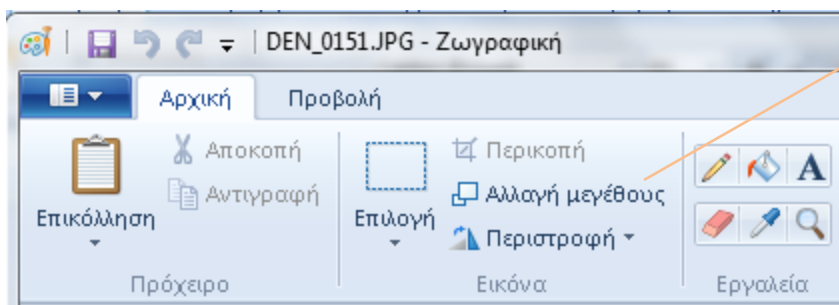 DEN_0151.JPG - Ζωγραφική
Αρχική Προβολή
Επικόλληση
Αποκοπή
Αντιγραφή
Πρόχειρο
Επιλογή
Περικοπή
Αλλαγή μεγέθους
Περιστροφή
Εικόνα
A
Εργαλεία